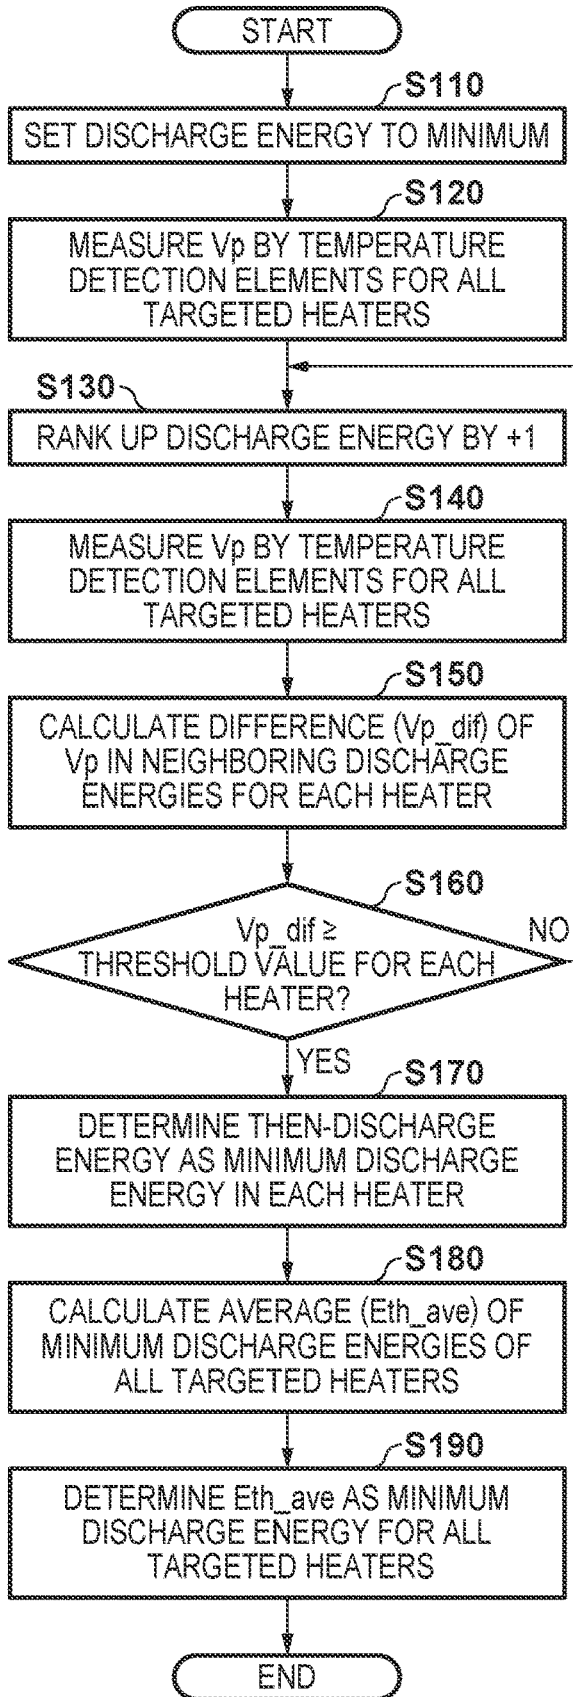 START
S110
SET DISCHARGE ENERGY TO MINIMUM
S120
MEASURE Vp BY TEMPERATURE
DETECTION ELEMENTS FOR ALL
TARGETED HEATERS
S130
RANK UP DISCHARGE ENERGY BY +1
S140
MEASURE Vp BY TEMPERATURE
DETECTION ELEMENTS FOR ALL
TARGETED HEATERS
S150
CALCULATE DIFFERENCE (Vp_dif) OF
Vp IN NEIGHBORING DISCHARGE
ENERGIES FOR EACH HEATER
S160
Vp_dif ≥
THRESHOLD VALUE FOR EACH
HEATER?
NO
YES
S170
DETERMINE THEN-DISCHARGE
ENERGY AS MINIMUM DISCHARGE
ENERGY IN EACH HEATER
S180
CALCULATE AVERAGE (Eth_ave) OF
MINIMUM DISCHARGE ENERGIES OF
ALL TARGETED HEATERS
S190
DETERMINE Eth_ave AS MINIMUM
DISCHARGE ENERGY FOR ALL
TARGETED HEATERS
END